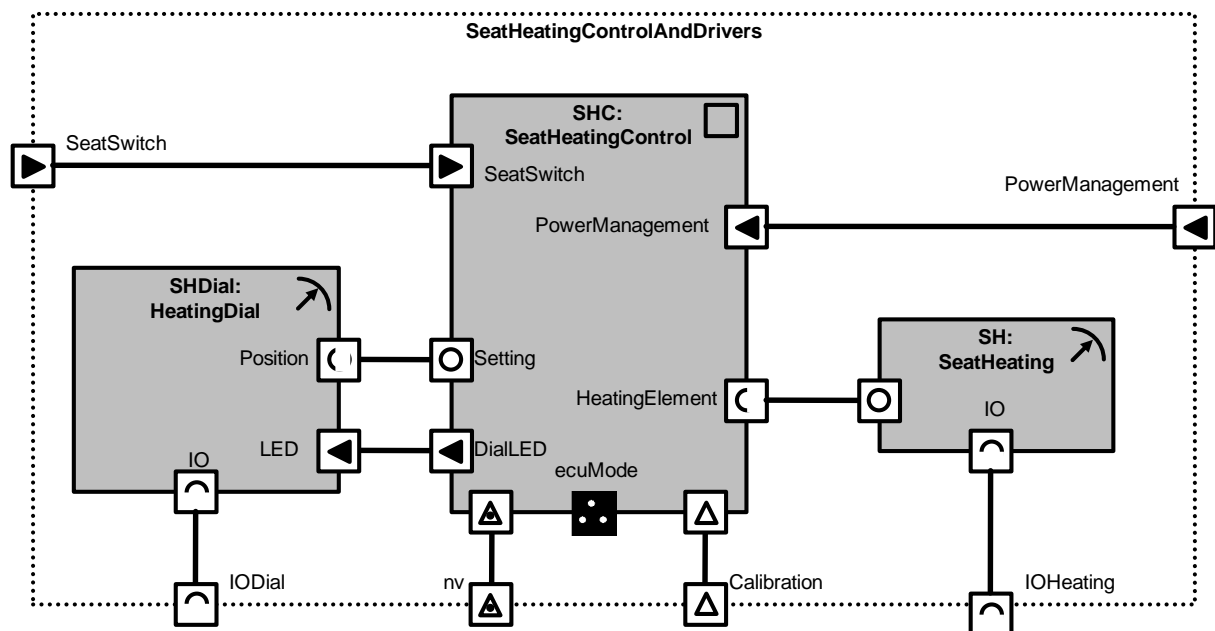 SeatHeatingControlAndDrivers
SHC:
SeatHeatingControl
SeatSwitch
SeatSwitch
PowerManagement
PowerManagement
SHDial:
HeatingDial
SH:
SeatHeating
Position
Setting
HeatingElement
IO
LED
DialLED
IO
ecuMode
IODial
nv
Calibration
IOHeating